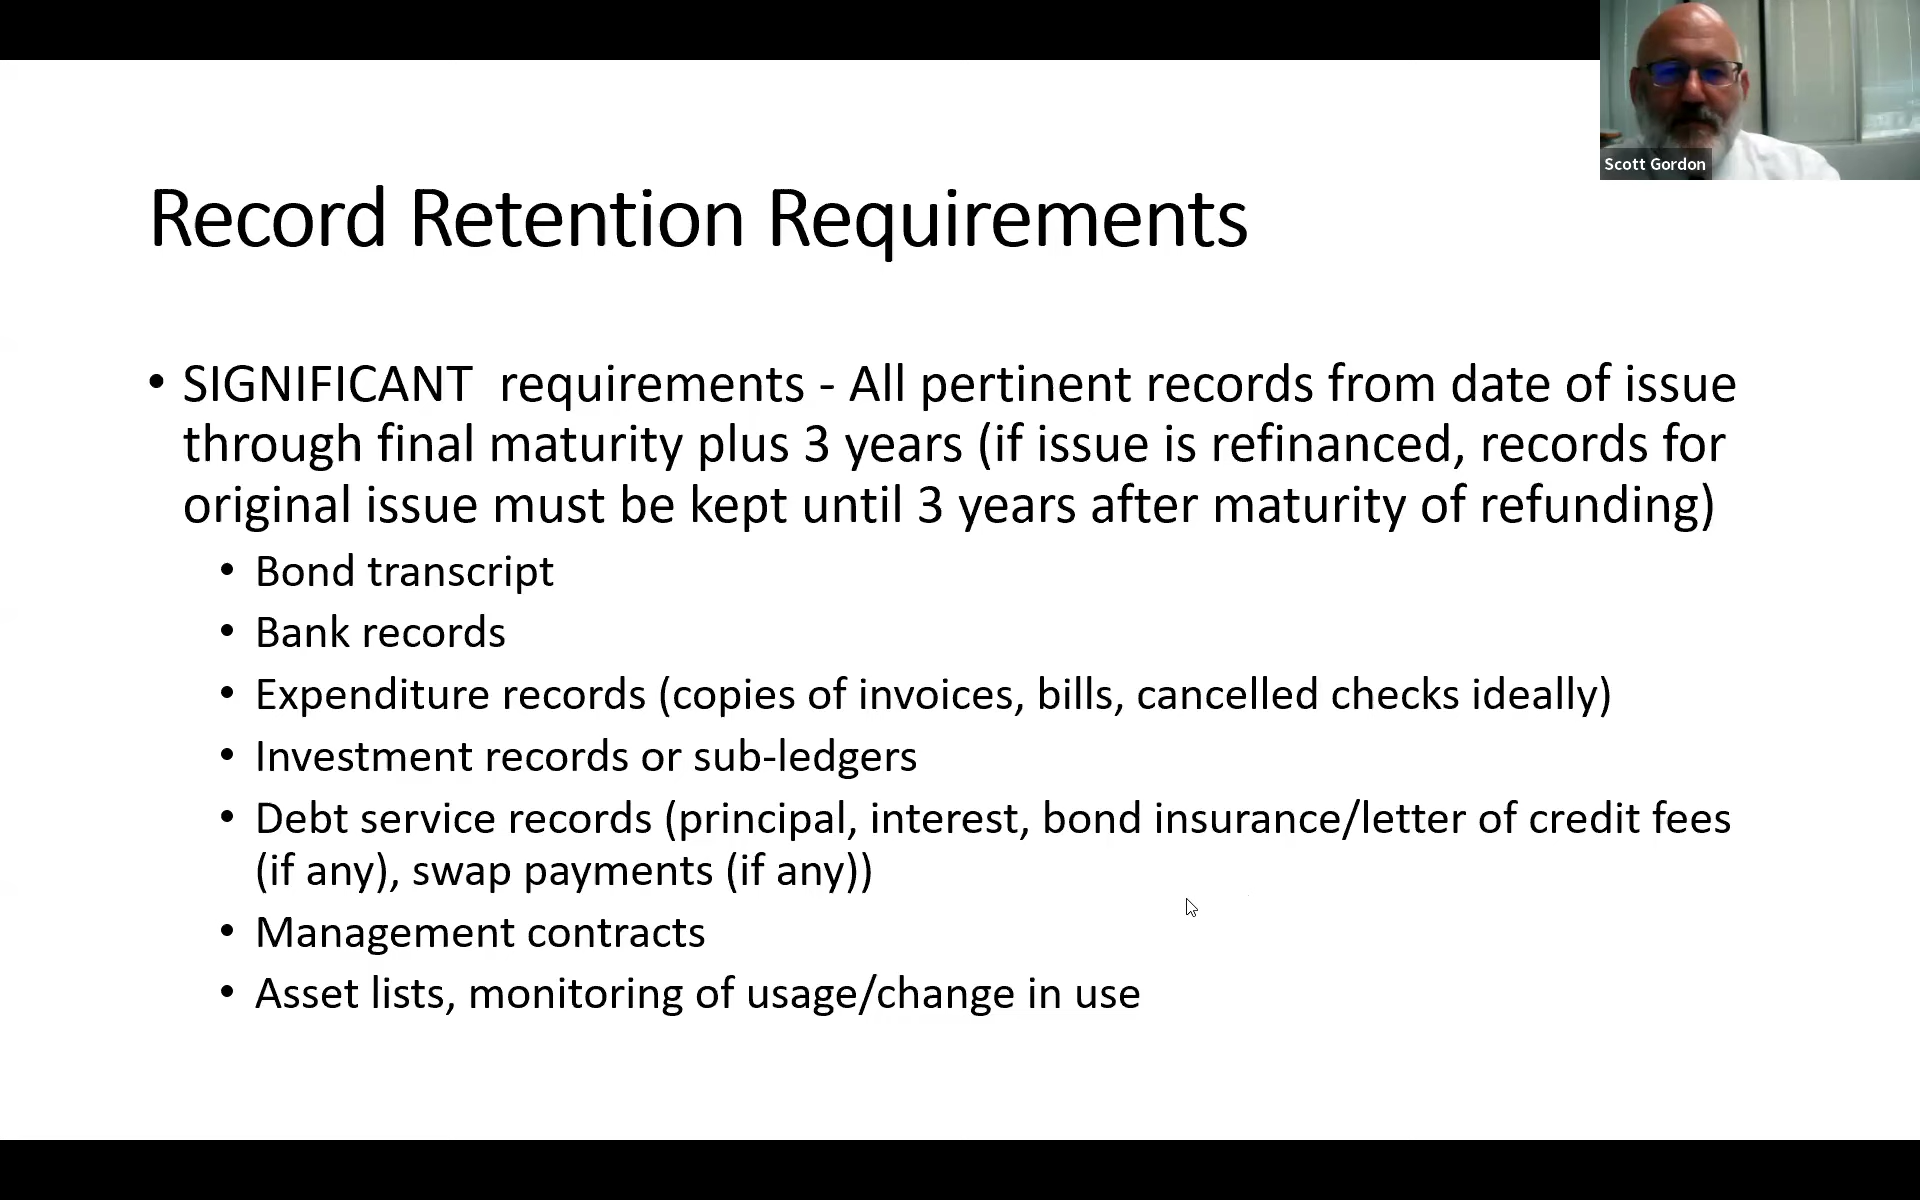 Scott Gordon
Record Retention Requirements
• SIGNIFICANT  requirements - All pertinent records from date of issue
through final maturity plus 3 years (if issue is refinanced, records for
original issue must be kept until 3 years after maturity of refunding)
• Bond transcript
• Bank records
• Expenditure records (copies of invoices, bills, cancelled checks ideally)
• Investment records or sub-ledgers
• Debt service records (principal, interest, bond insurance/letter of credit fees
(if any), swap payments (if any))
• Management contracts
• Asset lists, monitoring of usage/change in use